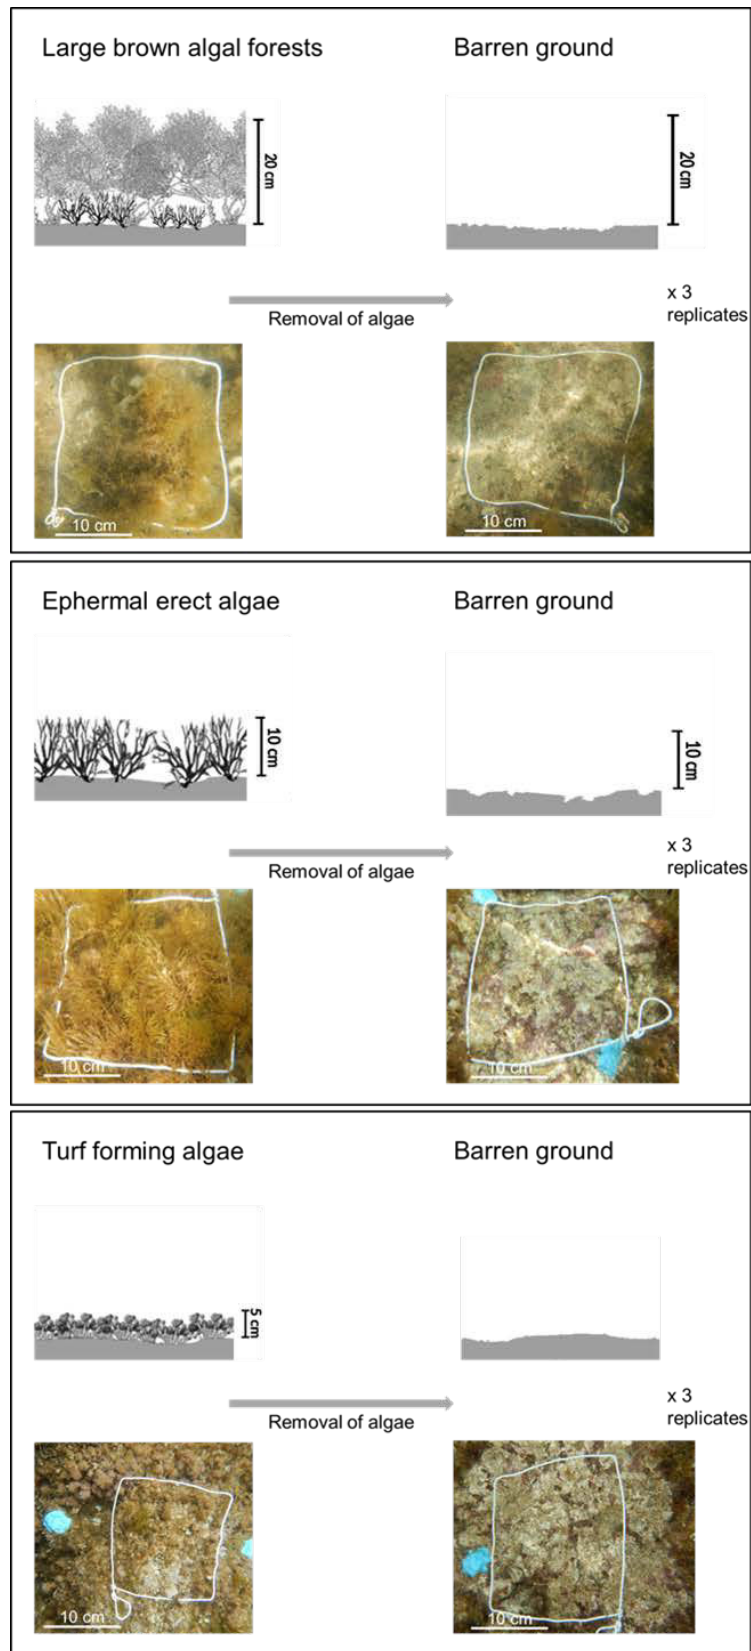 Large brown algal forests
Barren ground
20 cm
20 cm
Removal of algae
x 3
replicates
10 cm
10 cm
Ephermal erect algae
Barren ground
10 cm
10 cm
Removal of algae
x 3
replicates
10 cm
10 cm
Turf forming algae
Barren ground
5 cm
Removal of algae
x 3
replicates
10 cm
10 cm